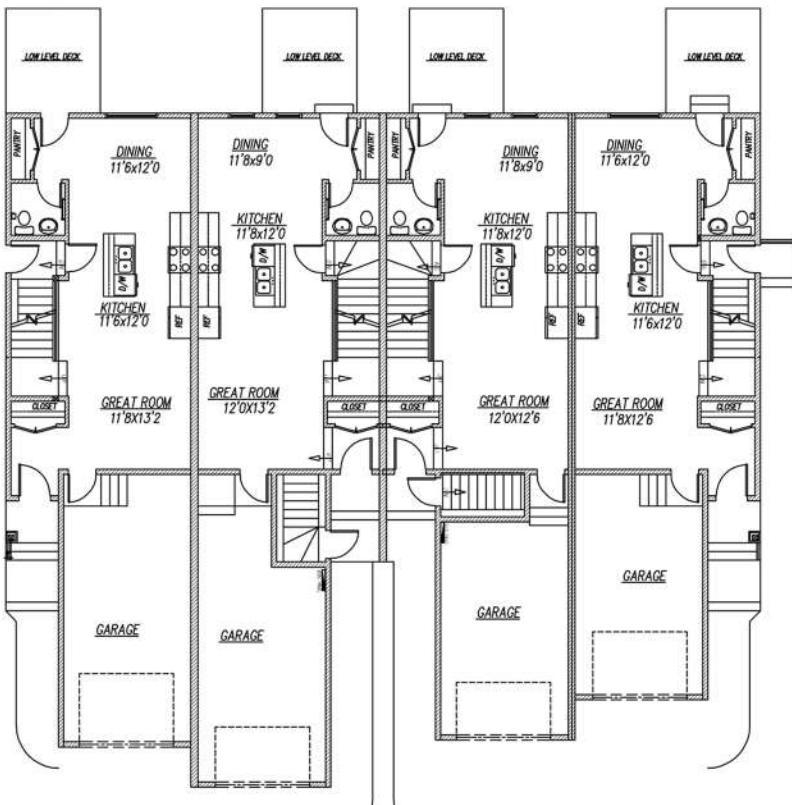 LOW LEVEL DECK
LOW LEVEL DECK
LOW LEVEL DECK
LOW LEVEL DECK
PANTRY
DINING
11'6x12'0
DINING
11'8x9'0
PANTRY
PANTRY
DINING
11'8x9'0
DINING
11'6x12'0
PANTRY
KITCHEN
11'8x12'0
KITCHEN
11'8x12'0
D/W
D/W
D/W
D/W
KITCHEN
11'6x12'0
REF
REF
REF
REF
KITCHEN
11'6x12'0
GREAT ROOM
11'8X13'2
GREAT ROOM
12'0X13'2
GREAT ROOM
12'0X12'6
GREAT ROOM
11'8X12'6
CLOSET
CLOSET
CLOSET
CLOSET
GARAGE
GARAGE
GARAGE
GARAGE